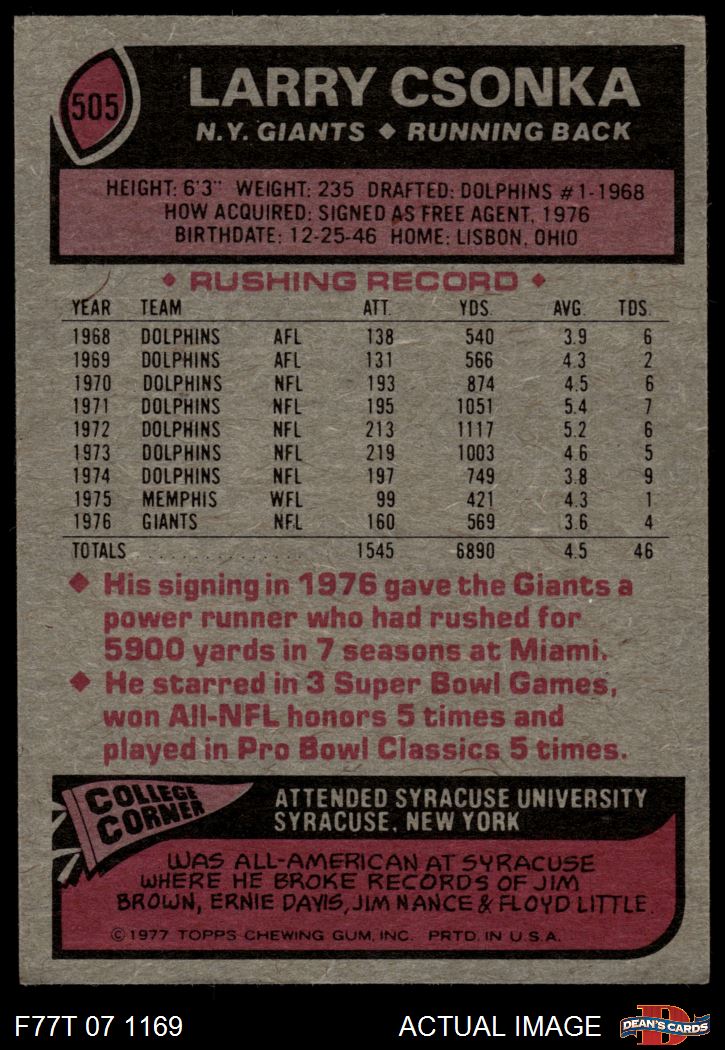 505
LARRY CSONKA
N.Y. GIANTS ◆ RUNNING BACK
HEIGHT: 6'3" WEIGHT: 235 DRAFTED: DOLPHINS #1-1968
HOW ACQUIRED: SIGNED AS FREE AGENT, 1976
BIRTHDATE: 12-25-46 HOME: LISBON, OHIO
◆ RUSHING RECORD ◆
YEAR TEAM ATT. YDS. AVG. TDS.
1968 DOLPHINS AFL 138 540 3.9 6
1969 DOLPHINS AFL 131 566 4.3 2
1970 DOLPHINS NFL 193 874 4.5 6
1971 DOLPHINS NFL 195 1051 5.4 7
1972 DOLPHINS NFL 213 1117 5.2 6
1973 DOLPHINS NFL 219 1003 4.6 5
1974 DOLPHINS NFL 197 749 3.8 9
1975 MEMPHIS WFL 99 421 4.3 1
1976 GIANTS NFL 160 569 3.6 4
TOTALS . . . . . . . . . . . . . . . 1545 6890 4.5 46
◆ His signing in 1976 gave the Giants a
power runner who had rushed for
5900 yards in 7 seasons at Miami.
◆ He starred in 3 Super Bowl Games,
won All-NFL honors 5 times and
played in Pro Bowl Classics 5 times.
COLLEGE
CORNER
ATTENDED SYRACUSE UNIVERSITY
SYRACUSE, NEW YORK
WAS ALL-AMERICAN AT SYRACUSE
WHERE HE BROKE RECORDS OF JIM
BROWN, ERNIE DAVIS, JIM NANCE & FLOYD LITTLE.
© 1977 TOPPS CHEWING GUM, INC. PRTD. IN U.S.A.
F77T 07 1169 ACTUAL IMAGE
D
DEAN'S CARDS